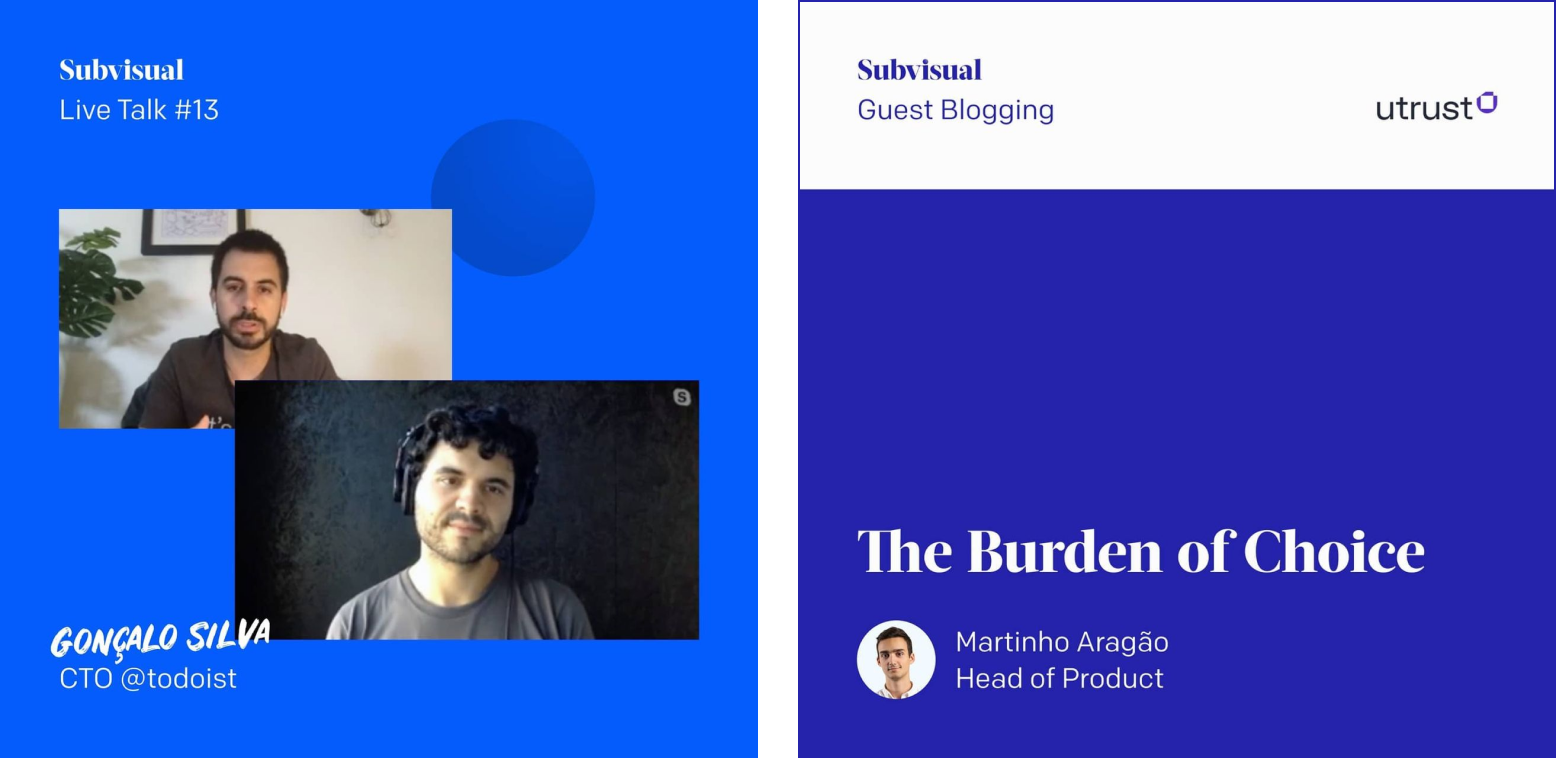 Subvisual
Live Talk #13
t's
S
GONÇALO SILVA
CTO @todoist
Subvisual
Guest Blogging
utrust
The Burden of Choice
Martinho Aragão
Head of Product